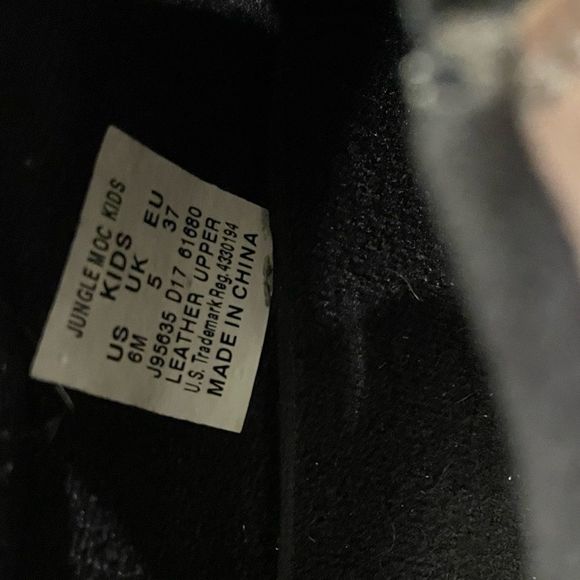 JUNGLE MOC KIDS
KIDS
US UK EU
6M 5 37
J95635 D17 61680
LEATHER UPPER
U.S. Trademark Reg. 4330194
MADE IN CHINA